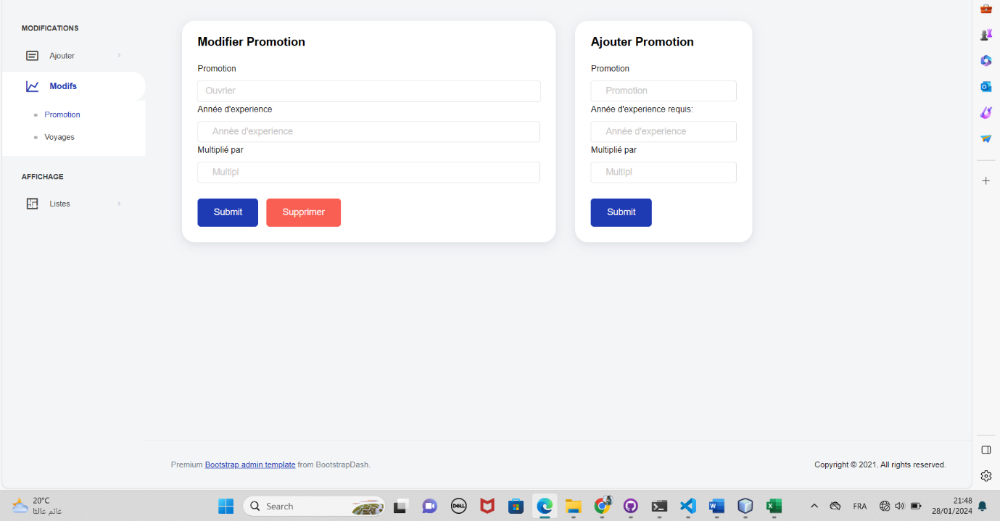 MODIFICATIONS
Ajouter
Modifs
Promotion
Voyages
AFFICHAGE
Listes
Modifier Promotion
Promotion
Ouvrier
Année d'experience
Année d'experience
Multiplié par
Multipl
Submit Supprimer
Ajouter Promotion
Promotion
Promotion
Année d'experience requis:
Année d'experience
Multiplié par
Multipl
Submit
Premium Bootstrap admin template from BootstrapDash.
Copyright © 2021. All rights reserved.
20°C
غائم غالبًا
Search
DELL
FRA
21:48
28/01/2024